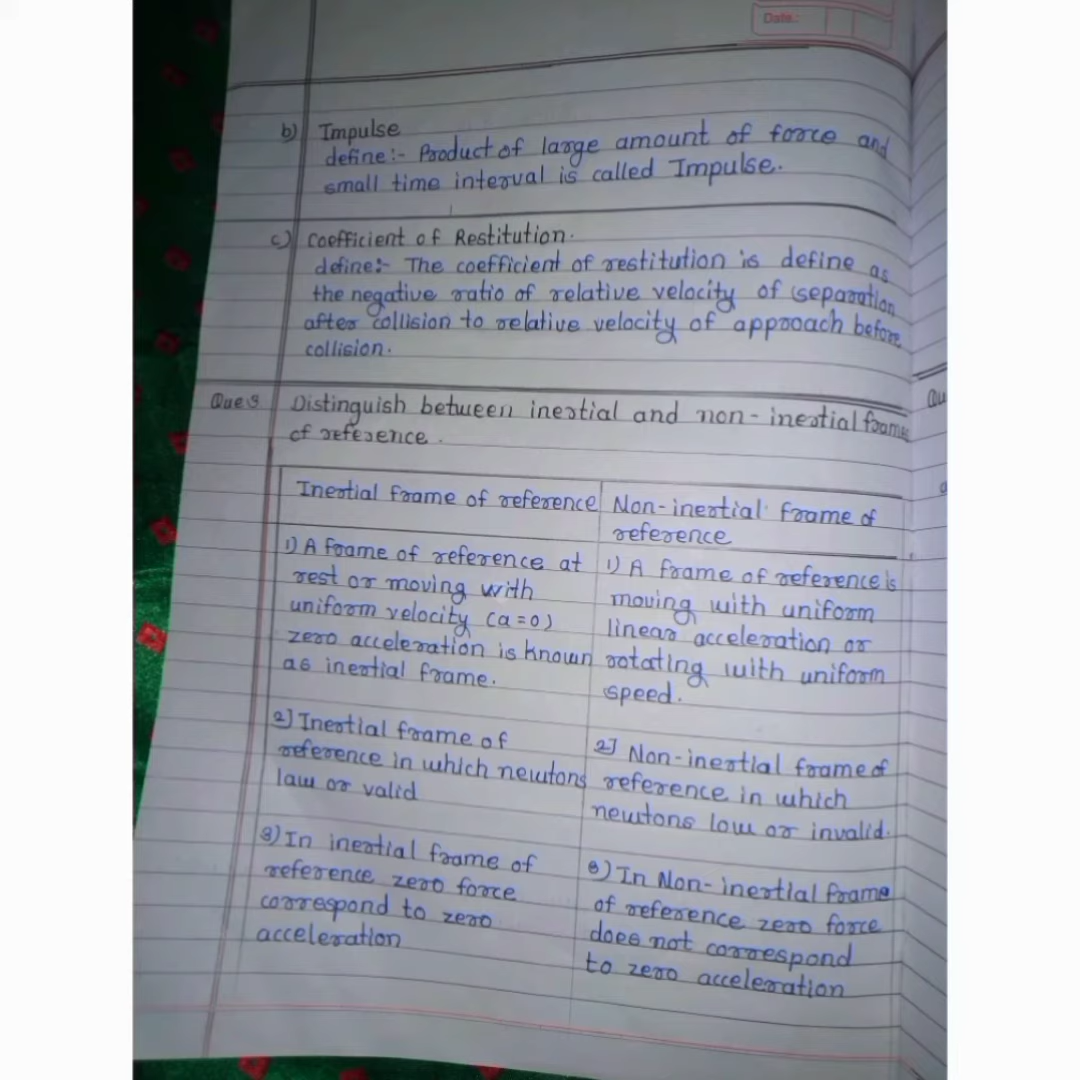 Date.:
b) Impulse
define :- Product of large amount of force and
small time interval is called Impulse.
c) Coefficient of Restitution.
define:- The coefficient of restitution is define as
the negative ratio of relative velocity of separation
after collision to relative velocity of approach before
collision.
Que 3 Distinguish between inertial and non-inertial frames
of reference.
Inertial frame of reference
Non-inertial frame of
reference
1) A frame of reference at
rest or moving with
uniform velocity (a=0)
zero acceleration is known
as inertial frame.
1) A frame of reference is
moving with uniform
linear acceleration or
rotating with uniform
speed.
2] Inertial frame of
reference in which newtons
law or valid
2] Non-inertial frame of
reference in which
newtons low or invalid.
3) In inertial frame of
reference zero force
correspond to zero
acceleration
3) In Non-inertial frame
of reference zero force
does not correspond
to zero acceleration
Qu